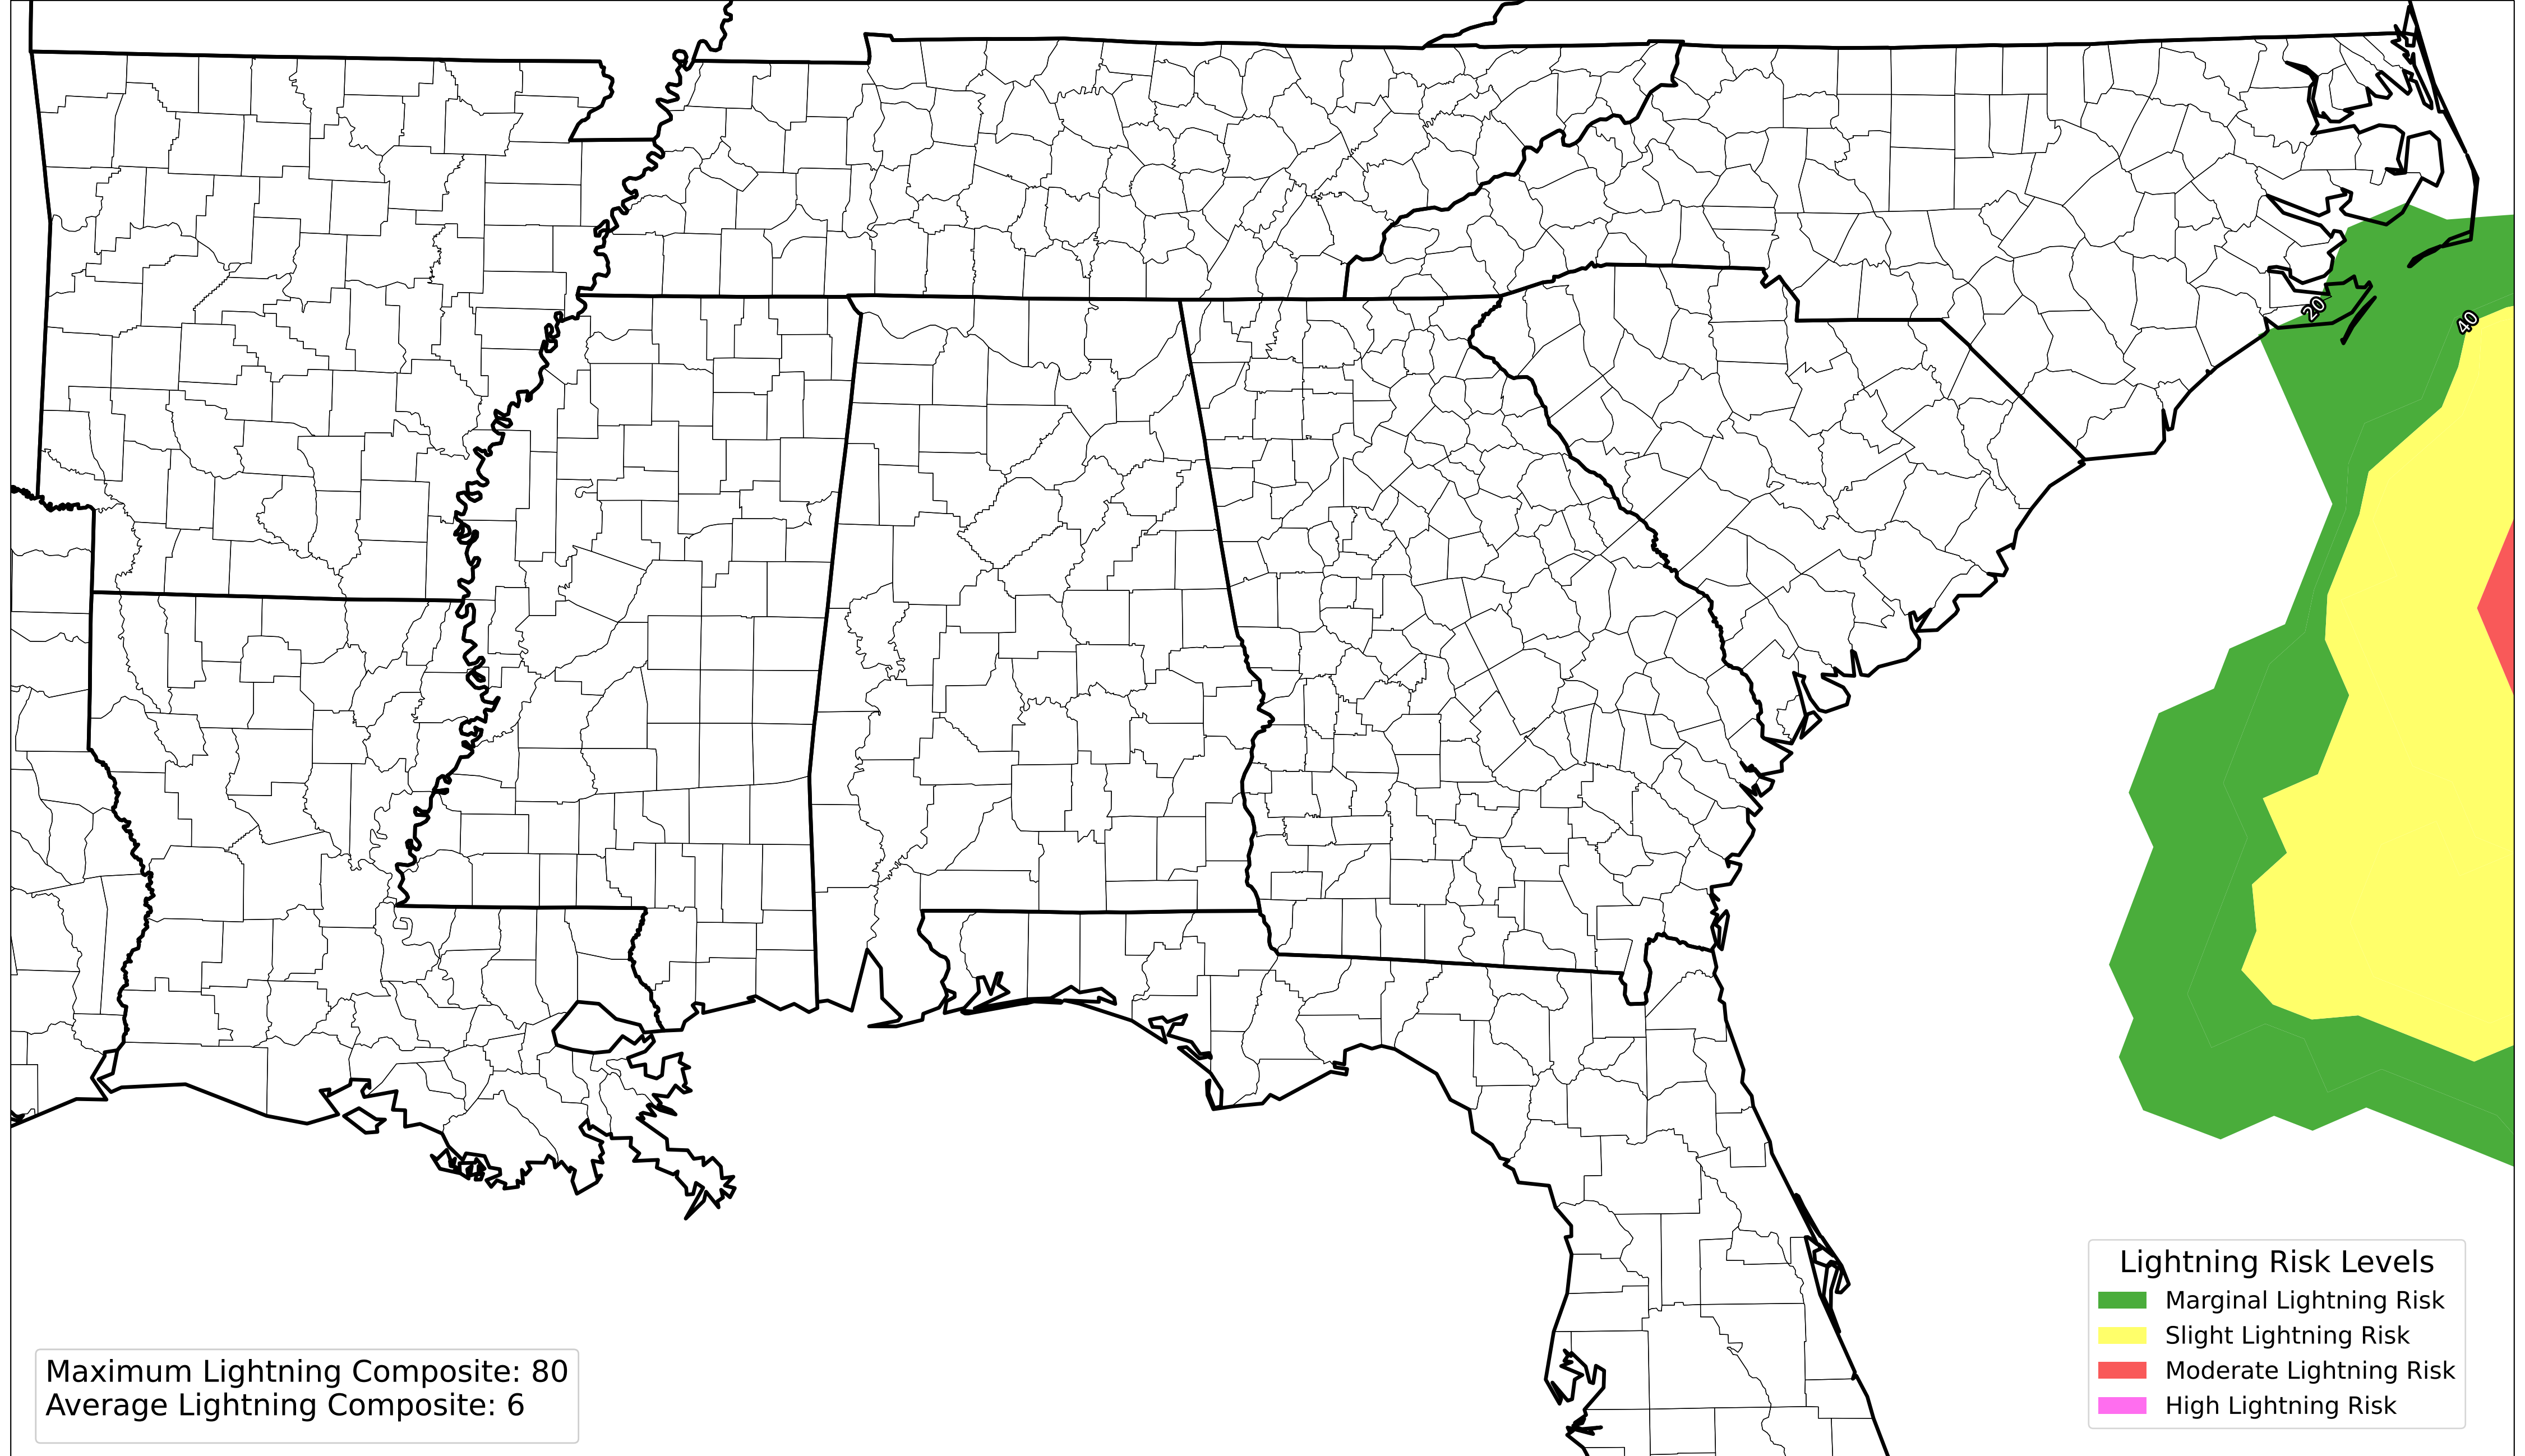 20
40
Lightning Risk Levels
Marginal Lightning Risk
Slight Lightning Risk
Moderate Lightning Risk
High Lightning Risk
Maximum Lightning Composite: 80
Average Lightning Composite: 6